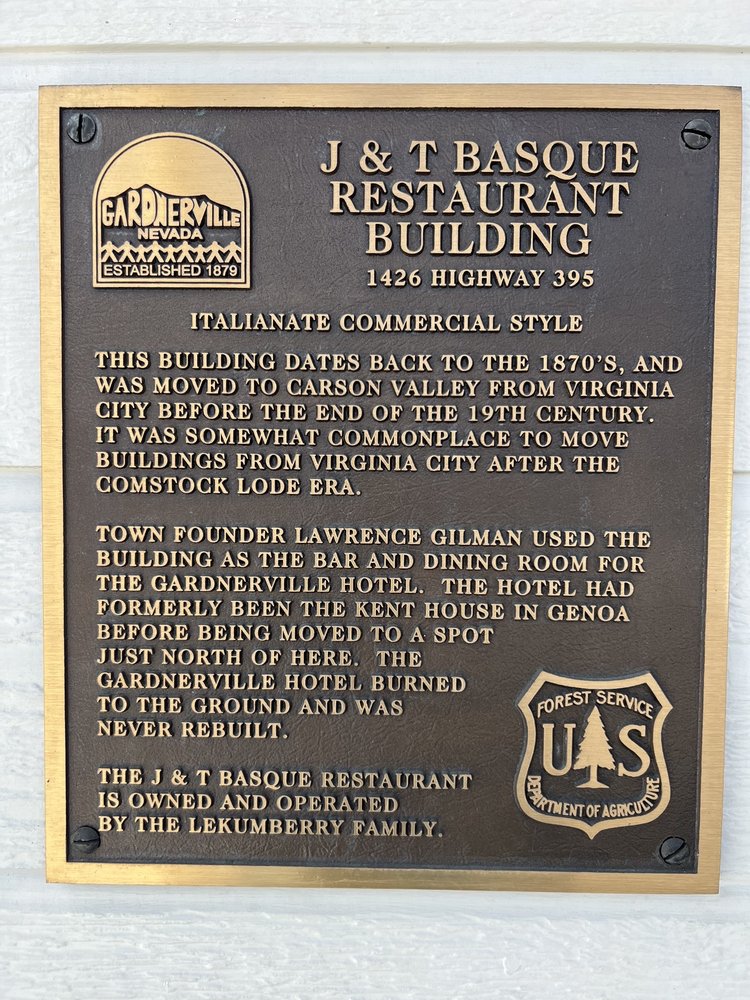 GARDNERVILLE
NEVADA
ESTABLISHED 1879
J & T BASQUE
RESTAURANT
BUILDING
1426 HIGHWAY 395
ITALIANATE COMMERCIAL STYLE
THIS BUILDING DATES BACK TO THE 1870'S, AND
WAS MOVED TO CARSON VALLEY FROM VIRGINIA
CITY BEFORE THE END OF THE 19TH CENTURY.
IT WAS SOMEWHAT COMMONPLACE TO MOVE
BUILDINGS FROM VIRGINIA CITY AFTER THE
COMSTOCK LODE ERA.
TOWN FOUNDER LAWRENCE GILMAN USED THE
BUILDING AS THE BAR AND DINING ROOM FOR
THE GARDNERVILLE HOTEL. THE HOTEL HAD
FORMERLY BEEN THE KENT HOUSE IN GENOA
BEFORE BEING MOVED TO A SPOT
JUST NORTH OF HERE. THE
GARDNERVILLE HOTEL BURNED
TO THE GROUND AND WAS
NEVER REBUILT.
THE J & T BASQUE RESTAURANT
IS OWNED AND OPERATED
BY THE LEKUMBERRY FAMILY.
FOREST SERVICE
US
DEPARTMENT OF AGRICULTURE